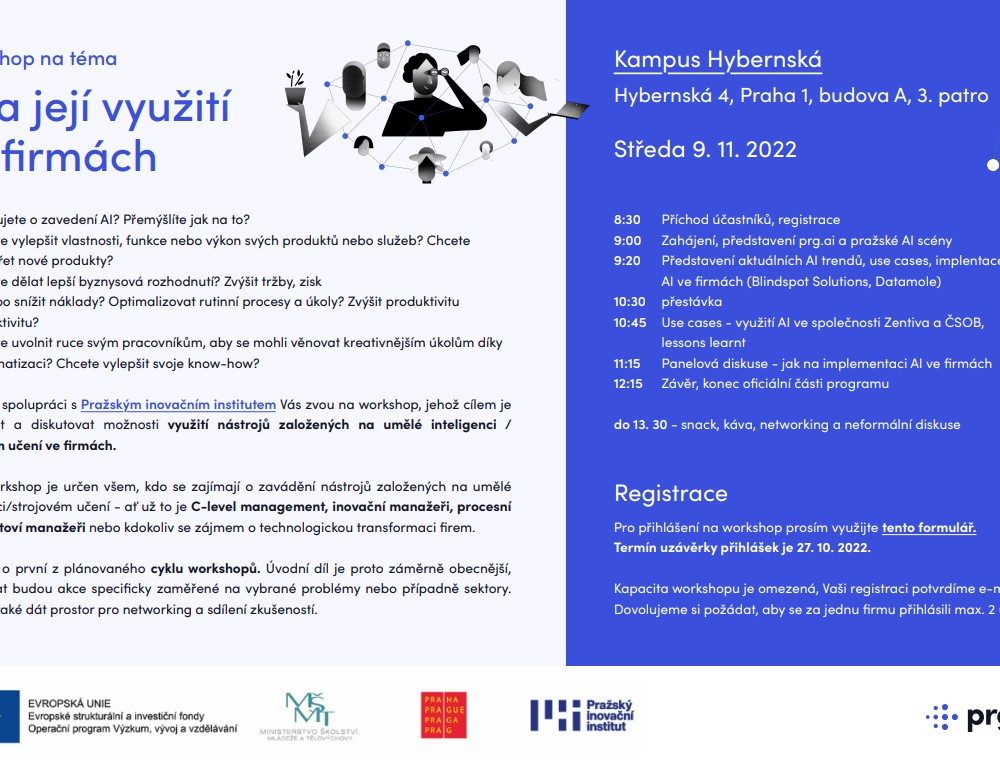 hop na téma
a její využití
firmách
ujete o zavedení AI? Přemýšlíte jak na to?
e vylepšit vlastnosti, funkce nebo výkon svých produktů nebo služeb? Chcete
řet nové produkty?
e dělat lepší byznysová rozhodnutí? Zvýšit tržby, zisk
bo snížit náklady? Optimalizovat rutinní procesy a úkoly? Zvýšit produktivitu
ktivitu?
e uvolnit ruce svým pracovníkům, aby se mohli věnovat kreativnějším úkolům díky
matizaci? Chcete vylepšit svoje know-how?
spolupráci s Pražským inovačním institutem Vás zvou na workshop, jehož cílem je
t a diskutovat možnosti využití nástrojů založených na umělé inteligenci /
m učení ve firmách.
rkshop je určen všem, kdo se zajímají o zavádění nástrojů založených na umělé
ci/strojovém učení - ať už to je C-level management, inovační manažeři, procesní
toví manažeři nebo kdokoliv se zájmem o technologickou transformaci firem.
o první z plánovaného cyklu workshopů. Úvodní díl je proto záměrně obecnější,
at budou akce specificky zaměřené na vybrané problémy nebo případně sektory.
aké dát prostor pro networking a sdílení zkušeností.
Kampus Hybernská
Hybernská 4, Praha 1, budova A, 3. patro
Středa 9. 11. 2022
8:30 Příchod účastníků, registrace
9:00 Zahájení, představení prg.ai a pražské AI scény
9:20 Představení aktuálních AI trendů, use cases, implentace
AI ve firmách (Blindspot Solutions, Datamole)
10:30 přestávka
10:45 Use cases - využití AI ve společnosti Zentiva a ČSOB,
lessons learnt
11:15 Panelová diskuse - jak na implementaci AI ve firmách
12:15 Závěr, konec oficiální části programu
do 13. 30 - snack, káva, networking a neformální diskuse
Registrace
Pro přihlášení na workshop prosím využijte tento formulář.
Termín uzávěrky přihlášek je 27. 10. 2022.
Kapacita workshopu je omezená, Vaši registraci potvrdíme e-m
Dovolujeme si požádat, aby se za jednu firmu přihlásili max. 2
EVROPSKÁ UNIE
Evropské strukturální a investiční fondy
Operační program Výzkum, vývoj a vzdělávání
MŠMT
MINISTERSTVO ŠKOLSTVÍ,
MLÁDEŽE A TĚLOVÝCHOVY
PRA HA
PRA GUE
PRA GA
PRA G
Pražský
inovační
institut
prg